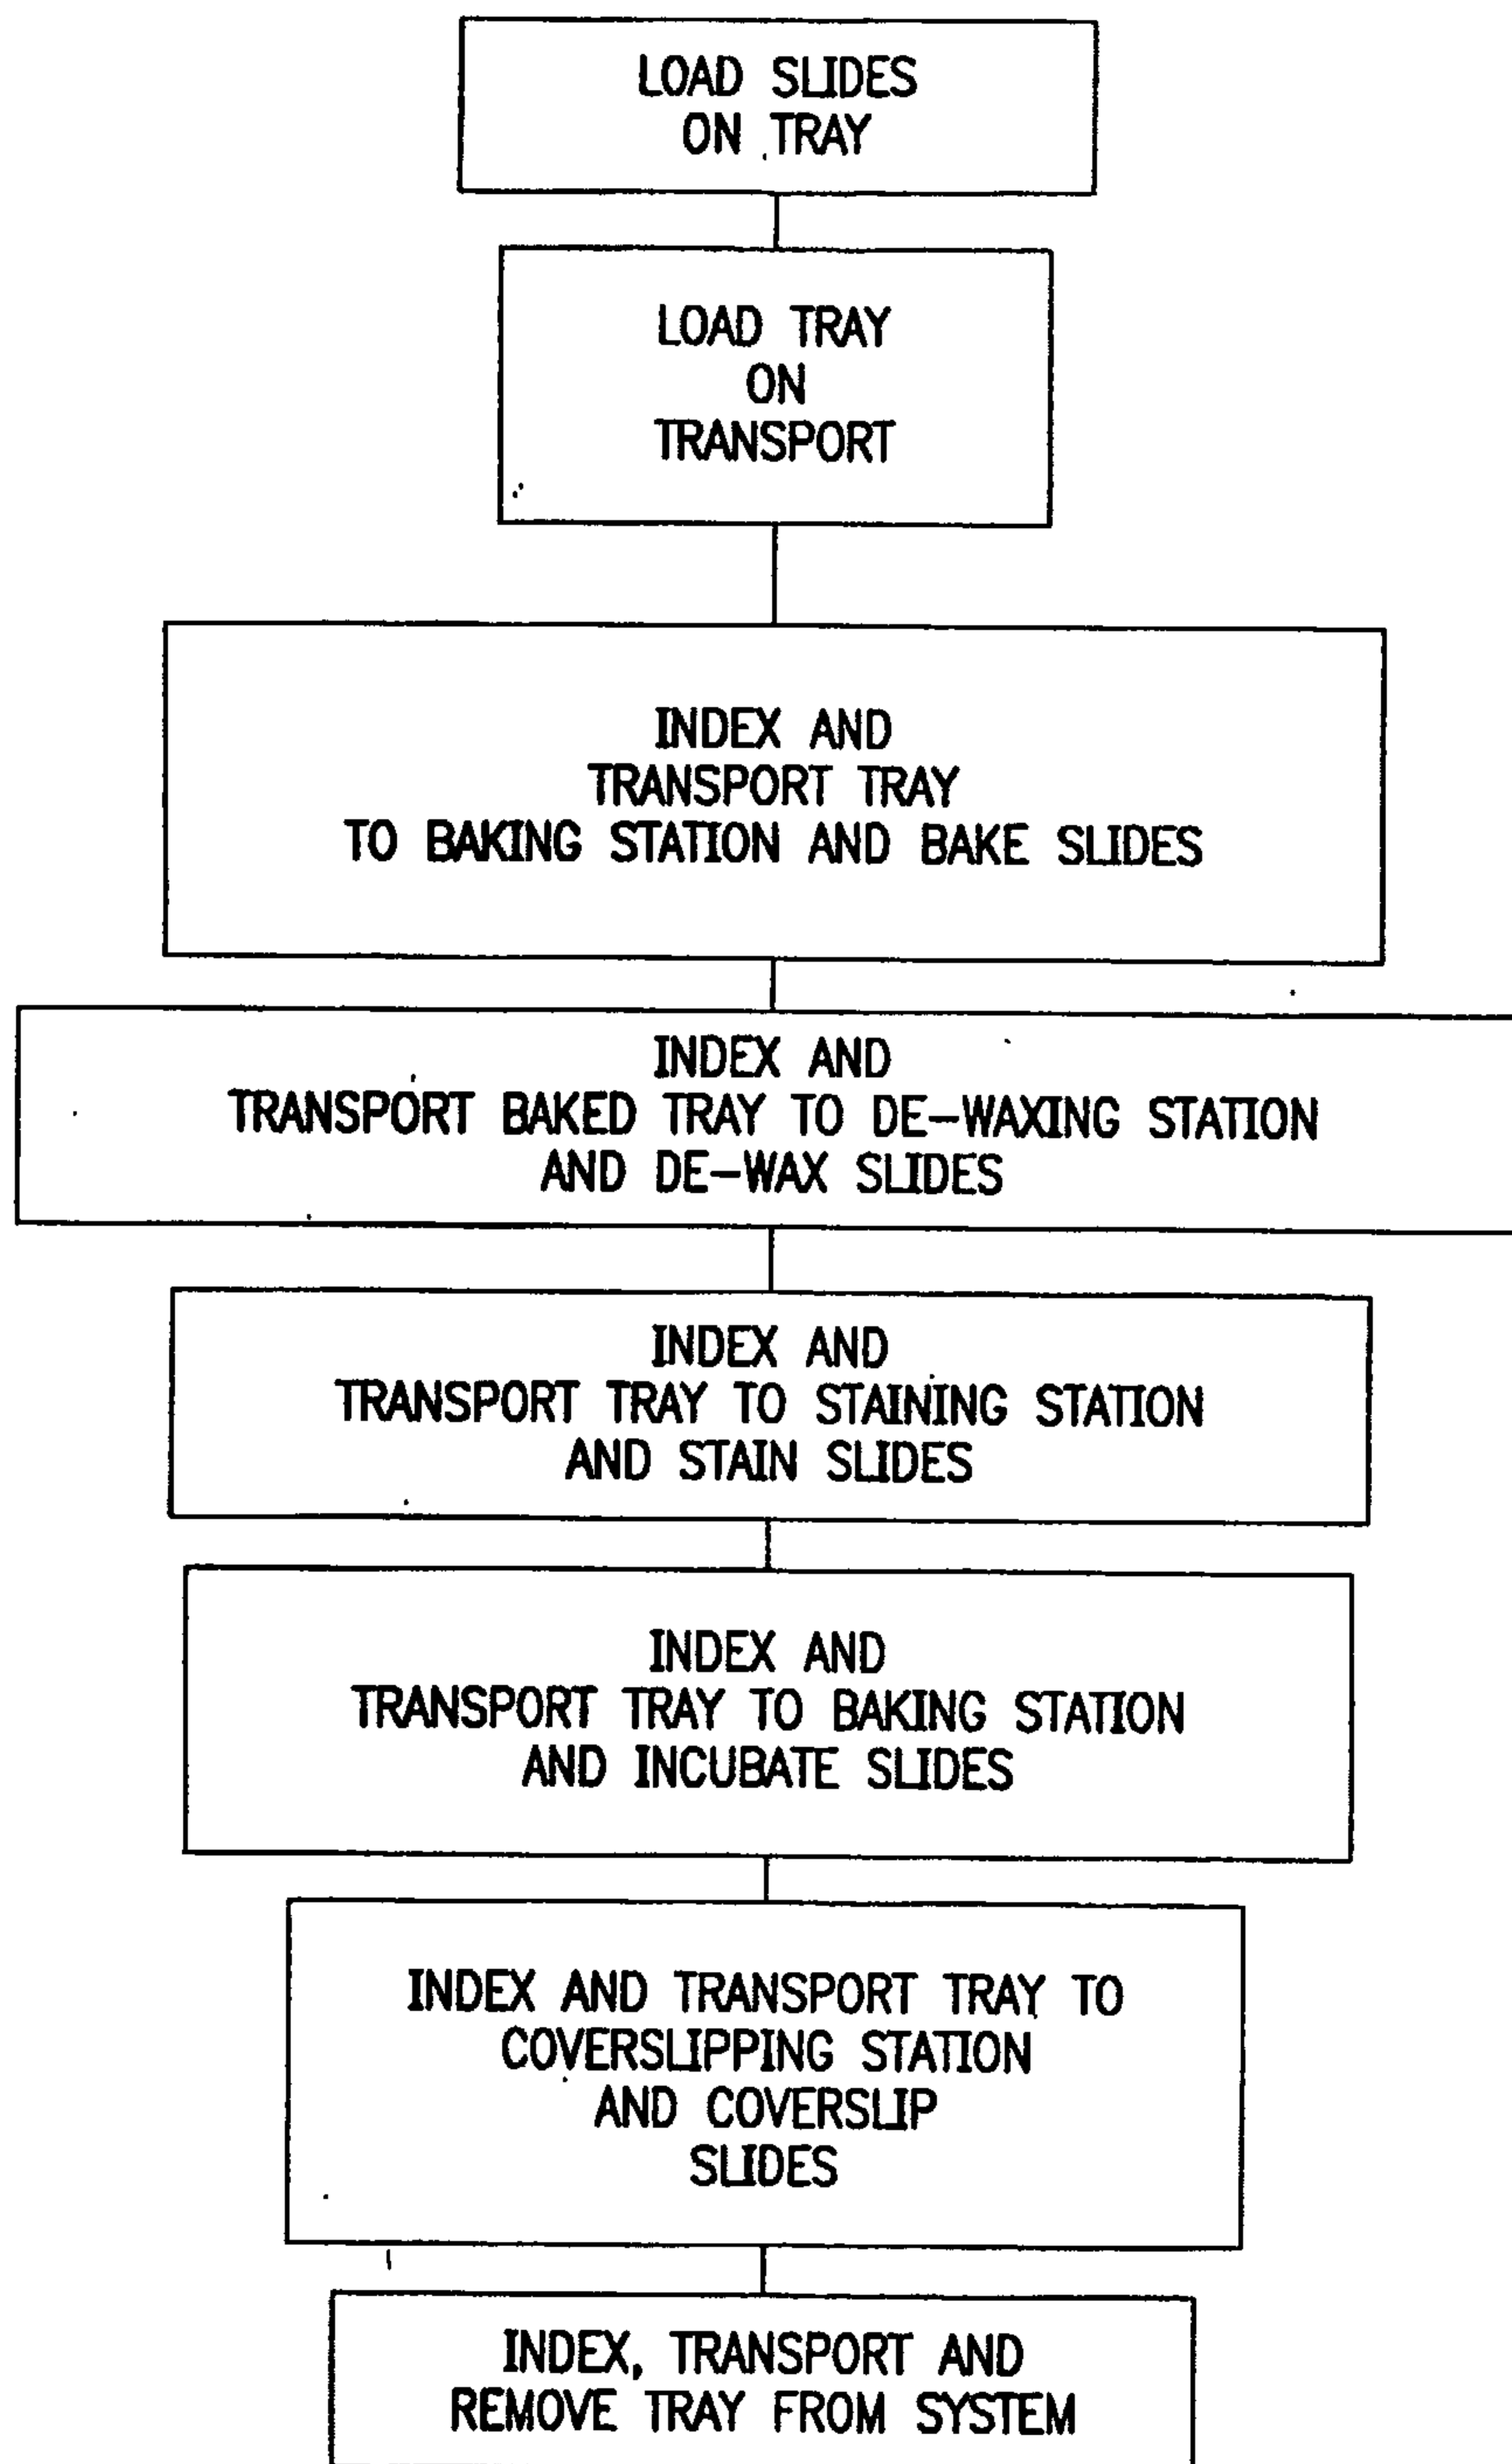 LOAD SLIDES
ON TRAY
LOAD TRAY
ON
TRANSPORT
INDEX AND
TRANSPORT TRAY
TO BAKING STATION AND BAKE SLIDES
INDEX AND
TRANSPORT BAKED TRAY TO DE-WAXING STATION
AND DE-WAX SLIDES
INDEX AND
TRANSPORT TRAY TO STAINING STATION
AND STAIN SLIDES
INDEX AND
TRANSPORT TRAY TO BAKING STATION
AND INCUBATE SLIDES
INDEX AND TRANSPORT TRAY TO
COVERSLIPPING STATION
AND COVERSLIP
SLIDES
INDEX, TRANSPORT AND
REMOVE TRAY FROM SYSTEM